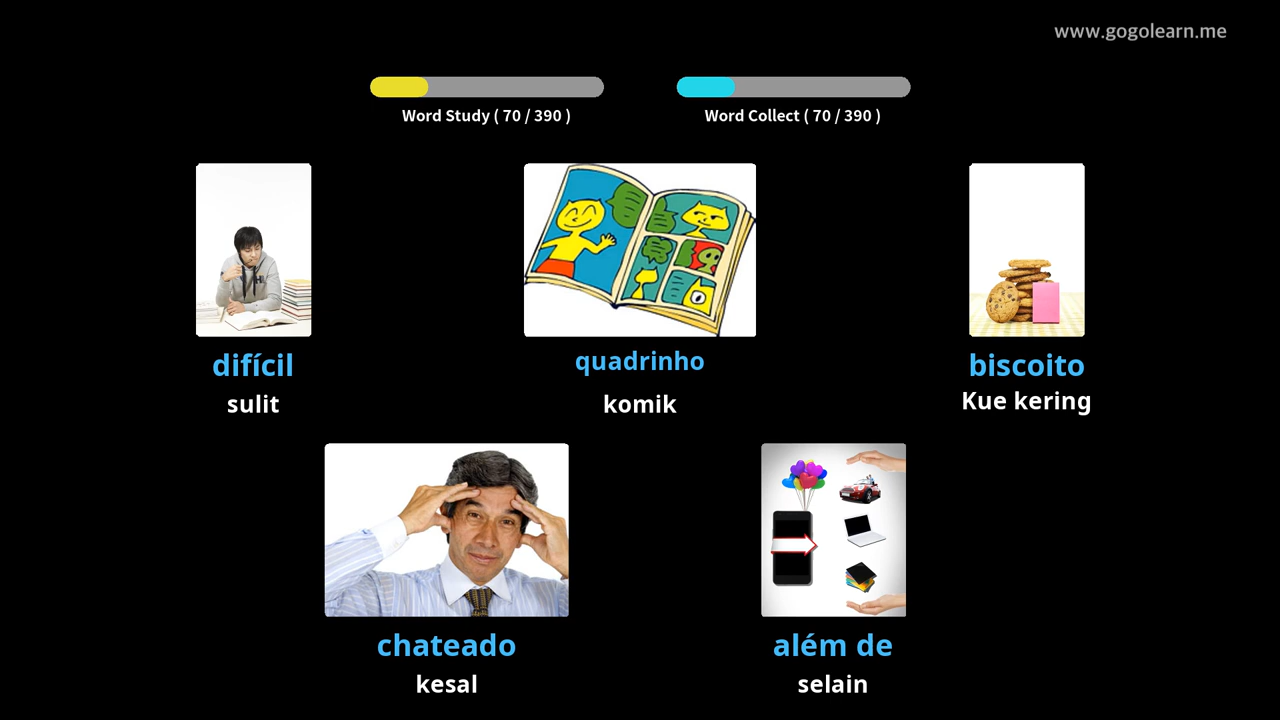 www.gogolearn.me
Word Study ( 70 / 390 )
Word Collect ( 70 / 390 )
difícil
sulit
quadrinho
komik
biscoito
Kue kering
chateado
kesal
além de
selain